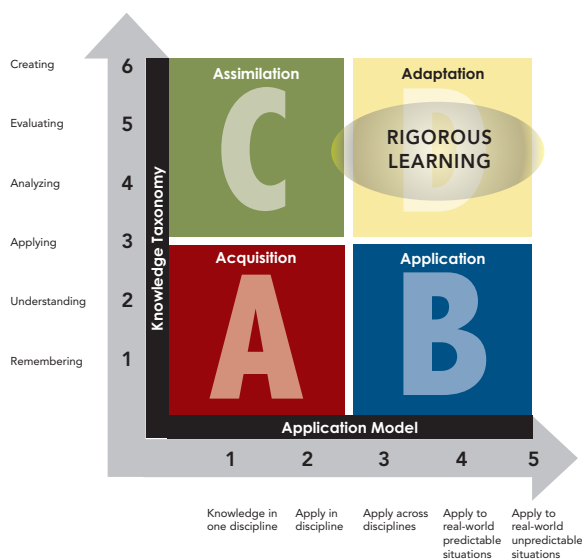 Creating
Evaluating
Analyzing
Applying
Understanding
Remembering
6
5
4
3
2
1
Knowledge Taxonomy
Assimilation
C
Adaptation
D
RIGOROUS
LEARNING
Acquisition
A
Application
B
Application Model
1 2 3 4 5
Knowledge in
one discipline
Apply in
discipline
Apply across
disciplines
Apply to
real-world
predictable
situations
Apply to
real-world
unpredictable
situations